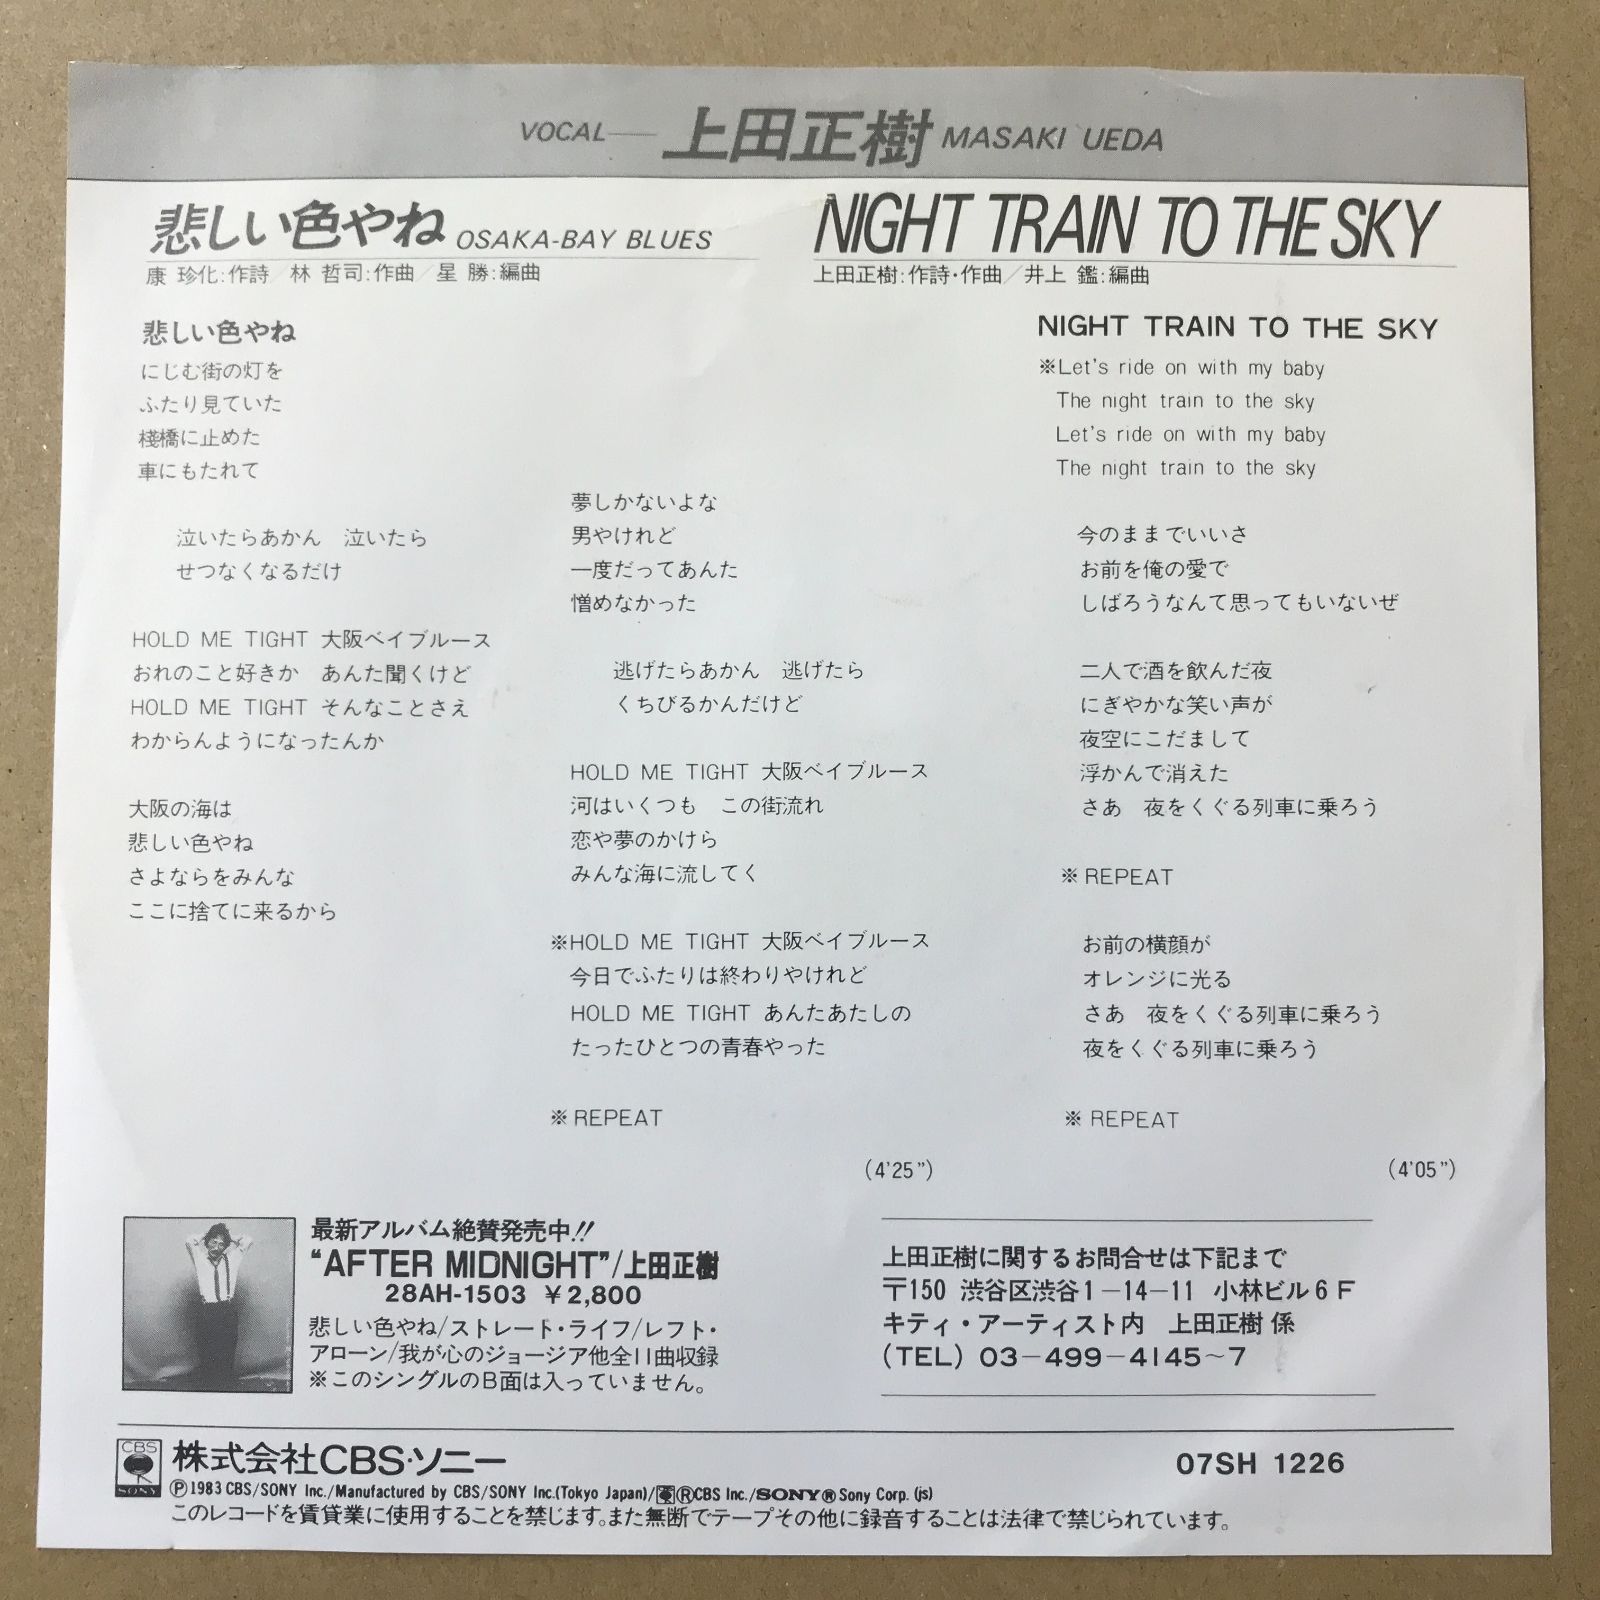 VOCAL—上田正樹 MASAKI UEDA
悲しい色やね OSAKA-BAY BLUES
康 珍化:作詩／林 哲司:作曲／星 勝:編曲
悲しい色やね
にじむ街の灯を
ふたり見ていた
棧橋に止めた
車にもたれて
泣いたらあかん　泣いたら
せつなくなるだけ
HOLD ME TIGHT 大阪ベイブルース
おれのこと好きか　あんた聞くけど
HOLD ME TIGHT そんなことさえ
わからんようになったんか
大阪の海は
悲しい色やね
さよならをみんな
ここに捨てに来るから
夢しかないよな
男やけれど
一度だってあんた
憎めなかった
逃げたらあかん　逃げたら
くちびるかんだけど
HOLD ME TIGHT 大阪ベイブルース
河はいくつも　この街流れ
恋や夢のかけら
みんな海に流してく
※HOLD ME TIGHT 大阪ベイブルース
今日でふたりは終わりやけれど
HOLD ME TIGHT あんたあたしの
たったひとつの青春やった
※REPEAT
(4'25")
NIGHT TRAIN TO THE SKY
上田正樹:作詩・作曲／井上 鑑:編曲
NIGHT TRAIN TO THE SKY
※Let's ride on with my baby
The night train to the sky
Let's ride on with my baby
The night train to the sky
今のままでいいさ
お前を俺の愛で
しばろうなんて思ってもいないぜ
二人で酒を飲んだ夜
にぎやかな笑い声が
夜空にこだまして
浮かんで消えた
さあ　夜をくぐる列車に乗ろう
※REPEAT
お前の横顔が
オレンジに光る
さあ　夜をくぐる列車に乗ろう
夜をくぐる列車に乗ろう
※REPEAT
(4'05")
最新アルバム絶賛発売中!!
"AFTER MIDNIGHT"/上田正樹
28AH-1503 ￥2,800
悲しい色やね/ストレート・ライフ/レフト・
アローン/我が心のジョージア他全11曲収録
※このシングルのB面は入っていません。
上田正樹に関するお問合せは下記まで
〒150 渋谷区渋谷1-14-11 小林ビル6F
キティ・アーティスト内　上田正樹 係
(TEL) 03-499-4145～7
CBS SONY 株式会社CBS・ソニー
07SH 1226
Ⓟ1983 CBS/SONY Inc./Manufactured by CBS/SONY Inc.(Tokyo Japan)/®CBS Inc./SONY®Sony Corp. (js)
このレコードを賃貸業に使用することを禁じます。また無断でテープその他に録音することは法律で禁じられています。